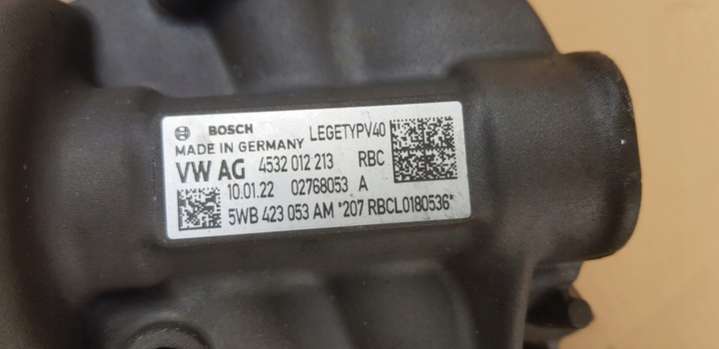 BOSCH LEGETYPV40
MADE IN GERMANY
VW AG 4532 012 213 RBC
10.01.22 02768053 A
5WB 423 053 AM *207 RBCL0180536*